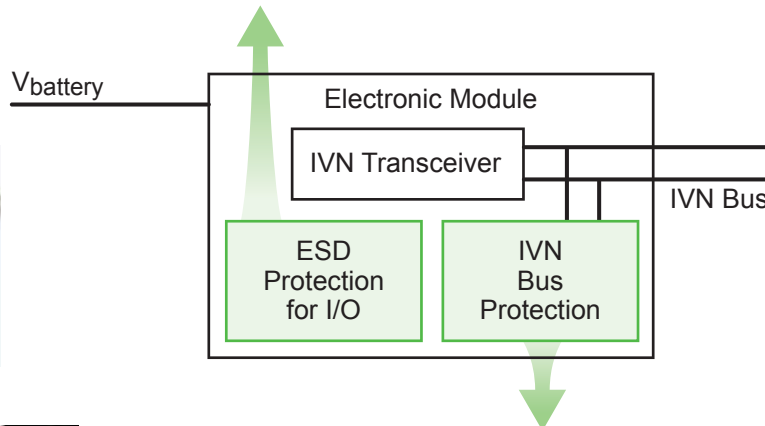 Vbattery
Electronic Module
IVN Transceiver
IVN Bus
ESD
Protection
for I/O
IVN
Bus
Protection